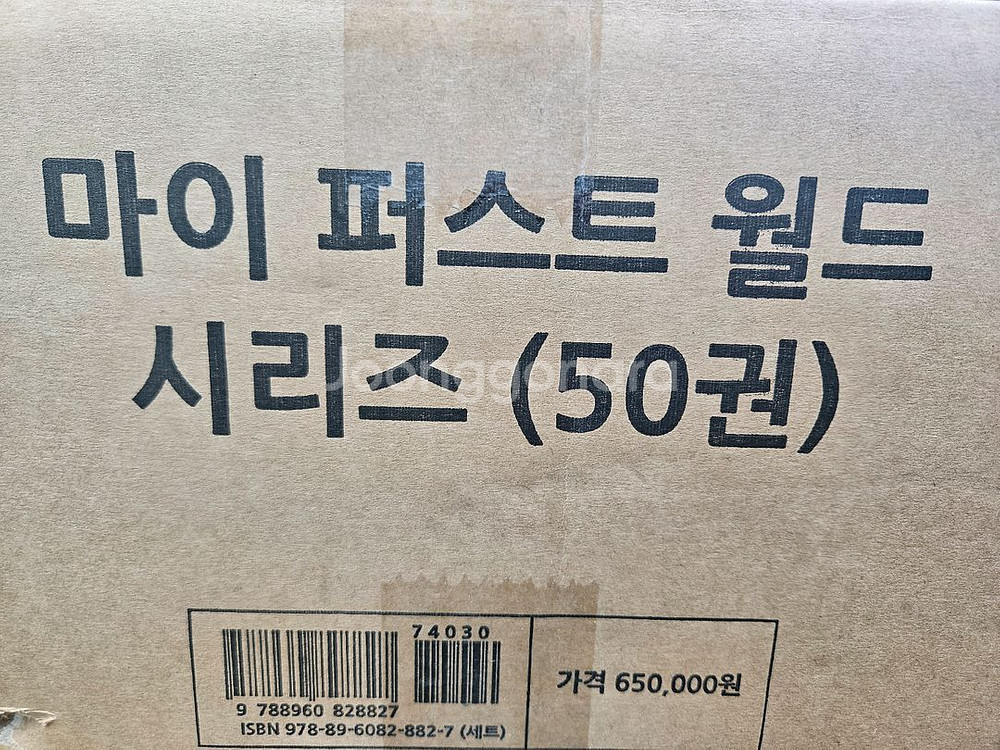 마이 퍼스트 월드
시리즈 (50권)
Joonggonara
74030
9 788960 828827
ISBN 978-89-6082-882-7 (세트)
가격 650,000원